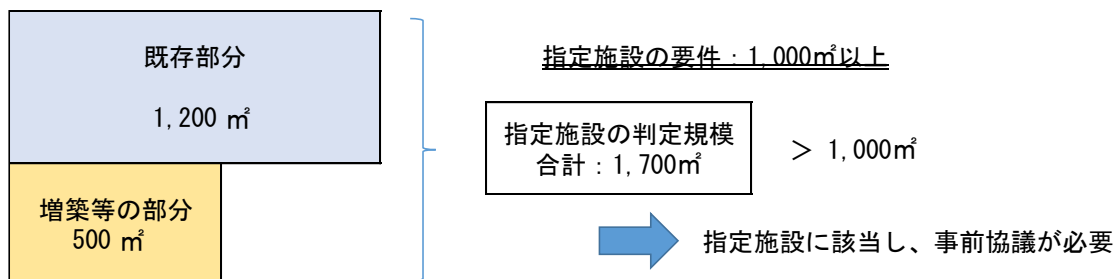 既存部分
1,200 ㎡
増築等の部分
500 ㎡
指定施設の要件：1,000㎡以上
指定施設の判定規模
合計：1,700㎡
＞ 1,000㎡
指定施設に該当し、事前協議が必要